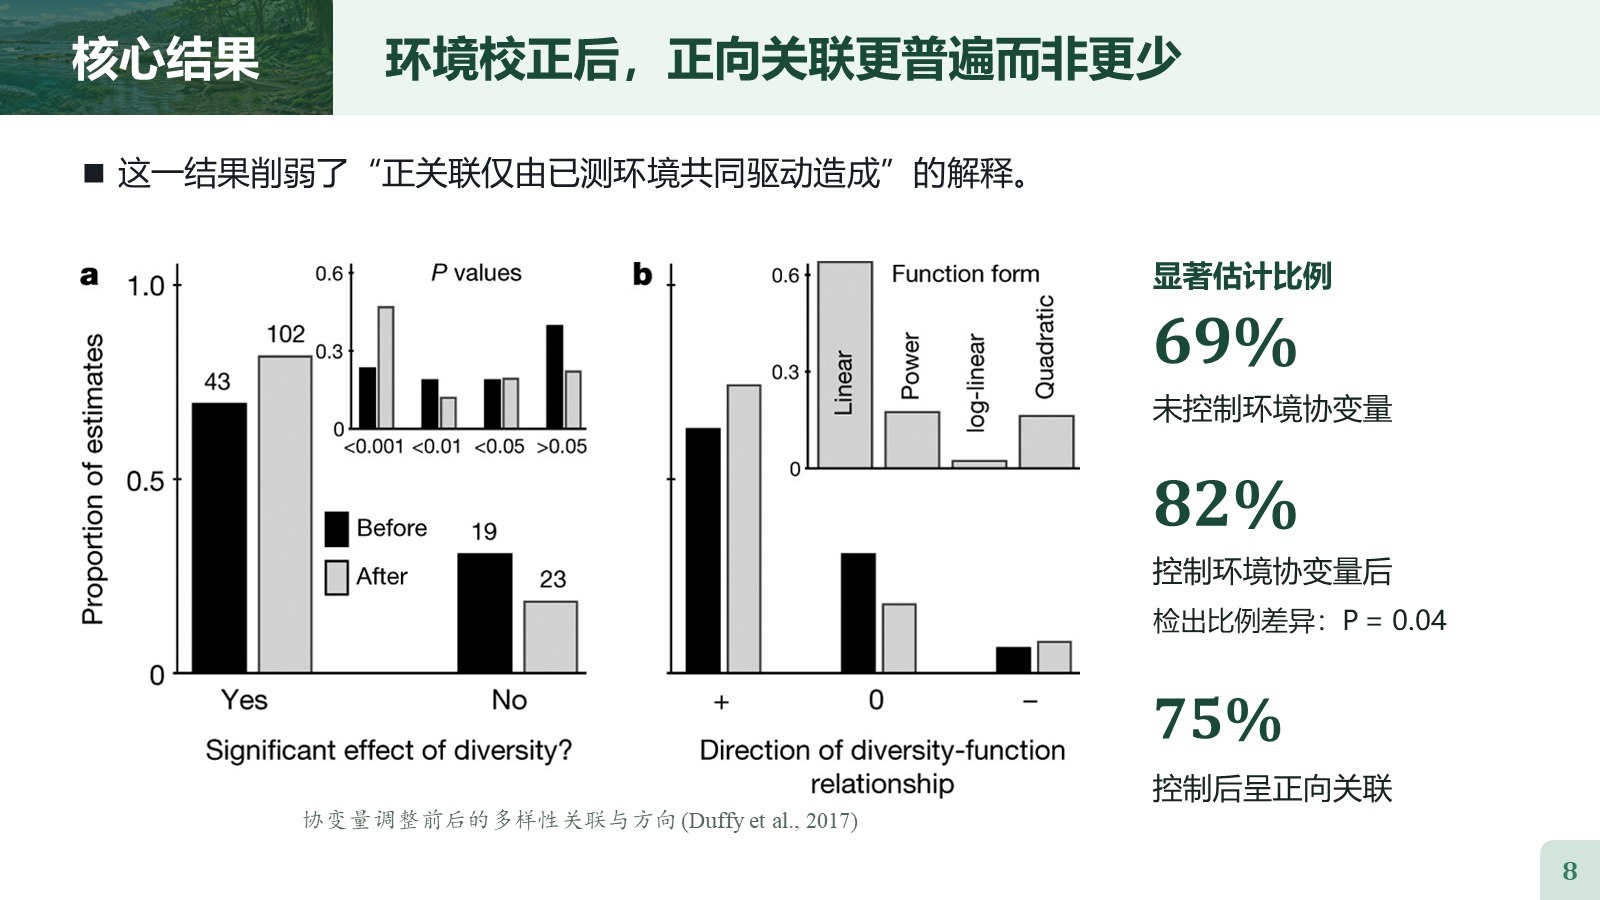 核心结果
环境校正后，正向关联更普遍而非更少
■ 这一结果削弱了“正关联仅由已测环境共同驱动造成”的解释。
a
Proportion of estimates
1.0
0.5
0
43
102
19
23
Yes
No
Significant effect of diversity?
Before
After
P values
0.6
0.3
0
<0.001 <0.01 <0.05 >0.05
b
+
0
−
Direction of diversity-function
relationship
Function form
0.6
0.3
0
Linear
Power
log-linear
Quadratic
协变量调整前后的多样性关联与方向 (Duffy et al., 2017)
显著估计比例
69%
未控制环境协变量
82%
控制环境协变量后
检出比例差异：P = 0.04
75%
控制后呈正向关联
8